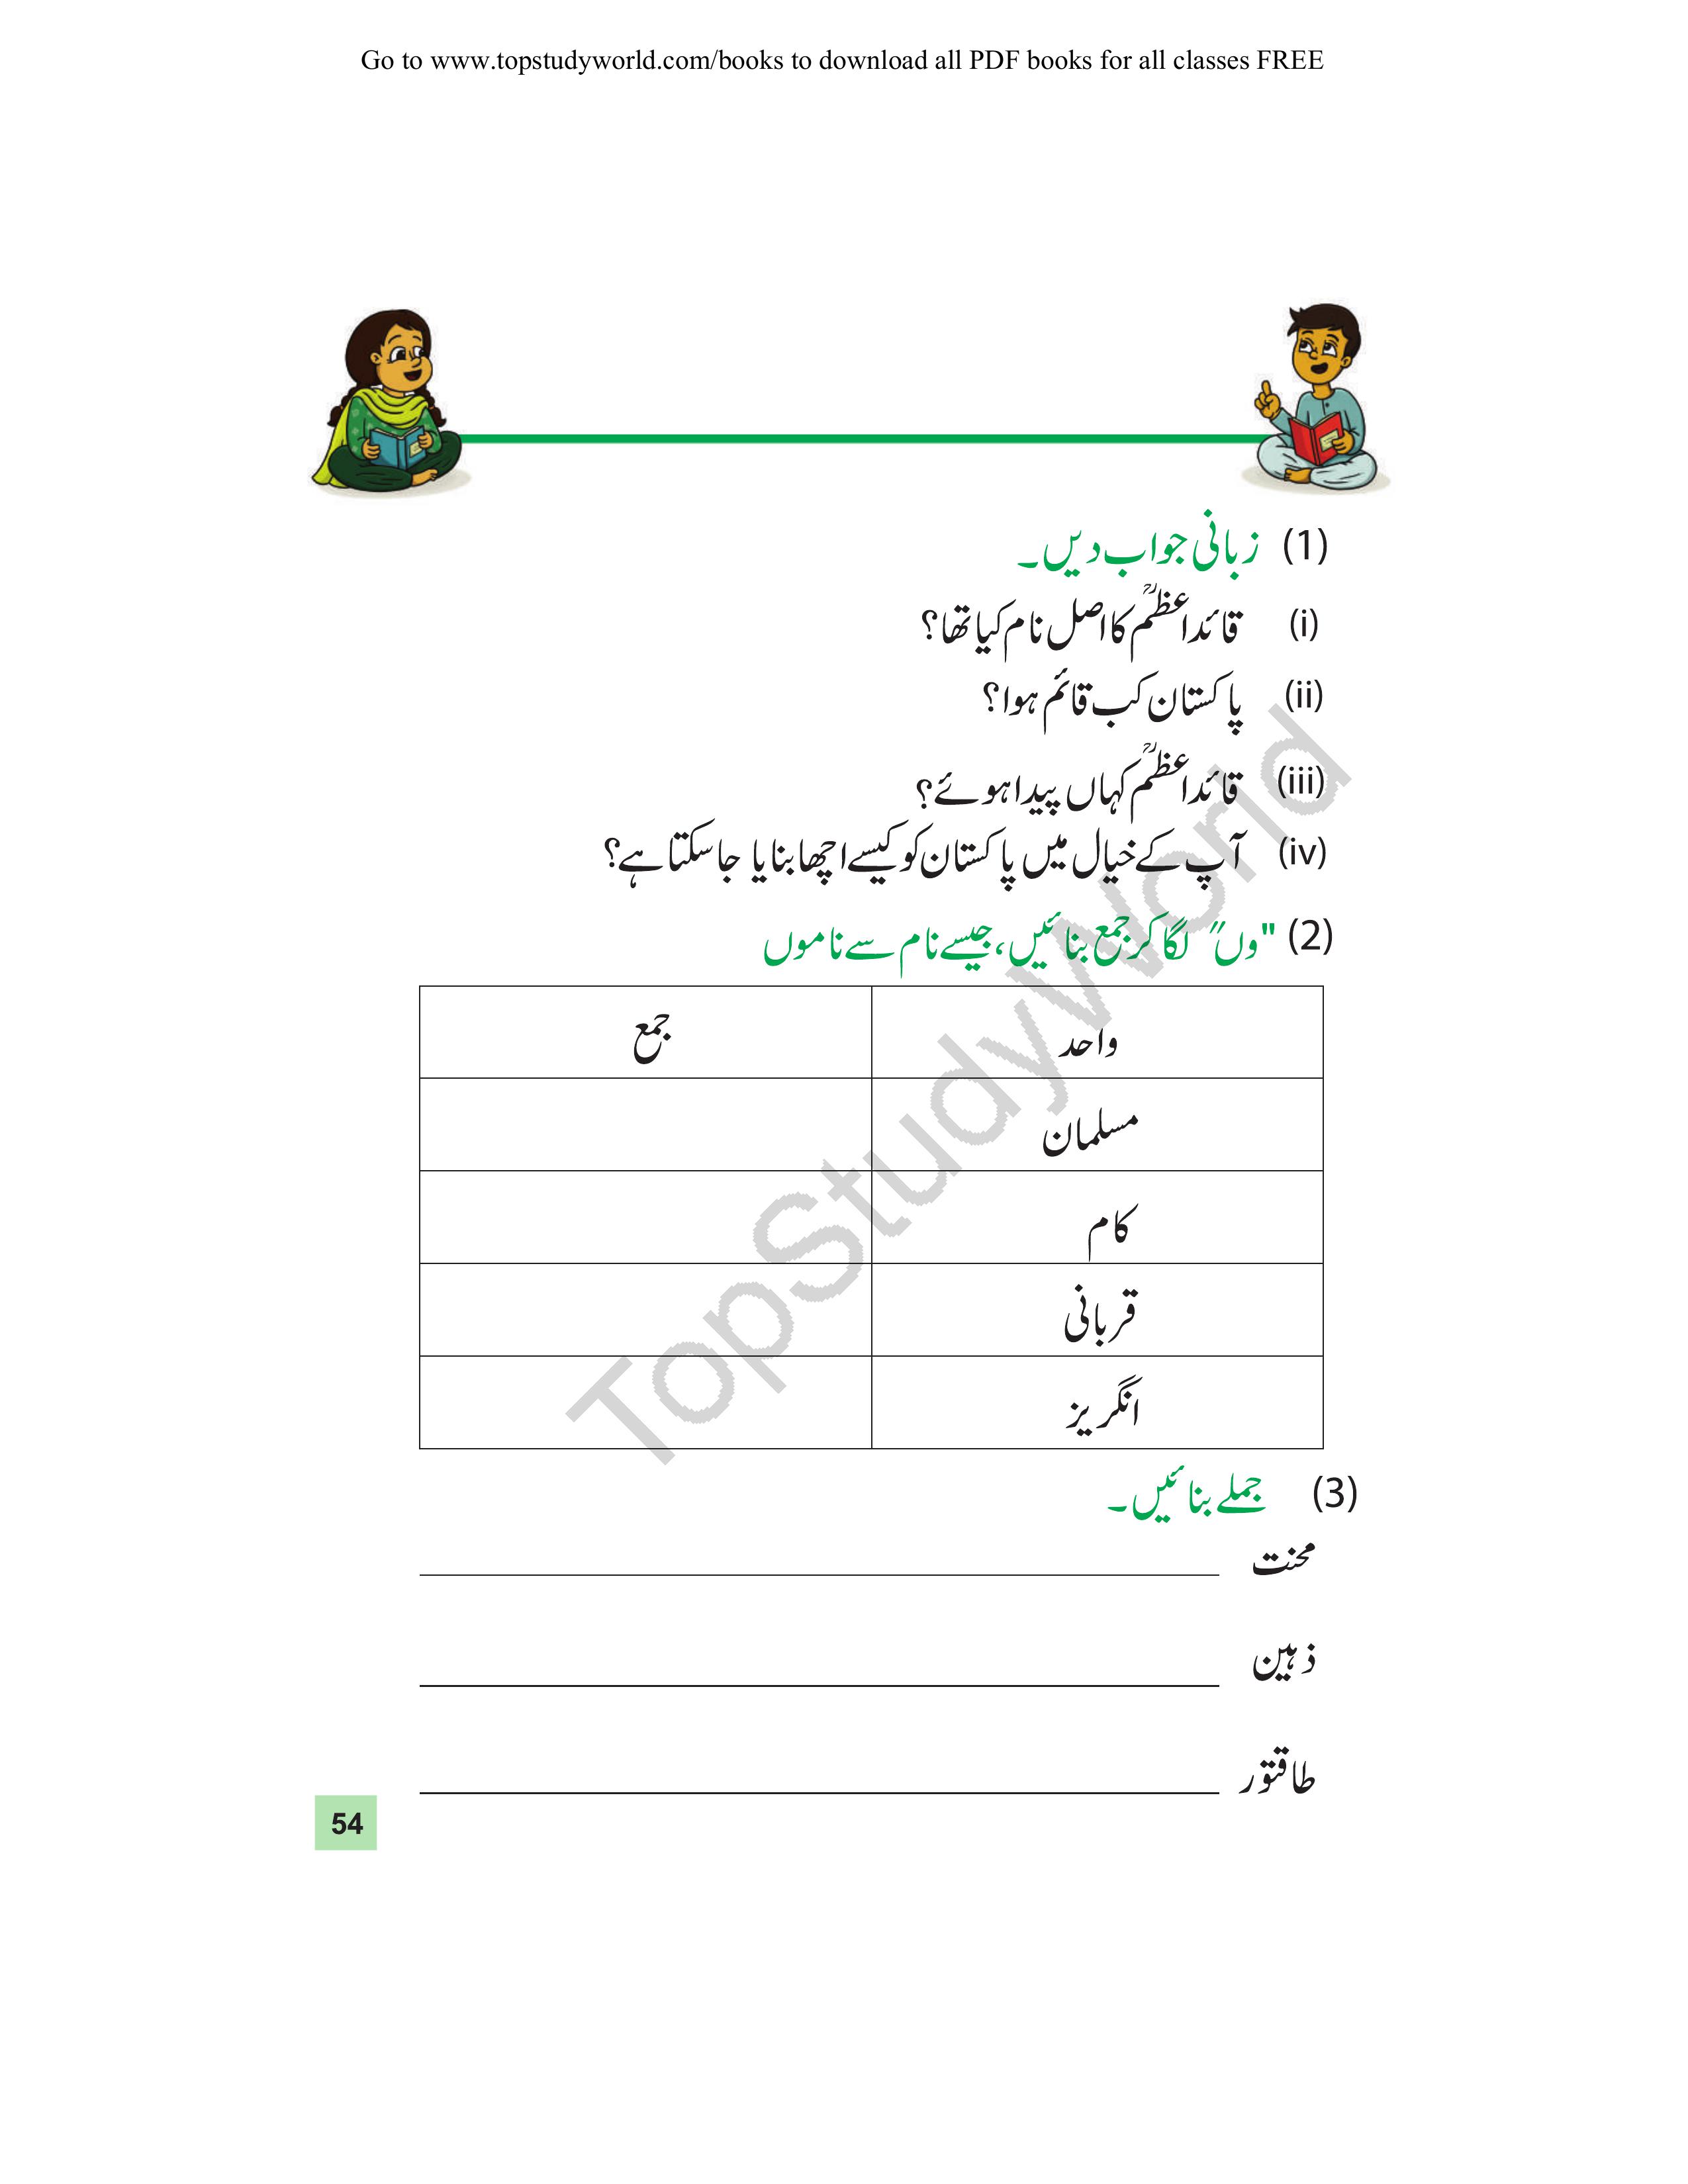 Go to www.topstudyworld.com/books to download all PDF books for all classes FREE
(1) زبانی جواب دیں۔
(i) قائداعظمؒ کا اصل نام کیا تھا؟
(ii) پاکستان کب قائم ہوا؟
(iii) قائداعظمؒ کہاں پیدا ہوئے؟
(iv) آپ کے خیال میں پاکستان کو کیسے اچھا بنایا جا سکتا ہے؟
(2) "وں" لگا کر جمع بنائیں، جیسے نام سے ناموں
واحد جمع
مسلمان
کام
قربانی
انگریز
(3) جملے بنائیں۔
محنت
ذہین
طاقتور
54
TopStudyWorld